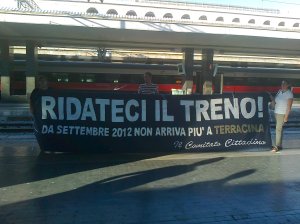 RIDATECI IL TRENO!
DA SETTEMBRE 2012 NON ARRIVA PIU' A TERRACINA
Il Comitato Cittadino